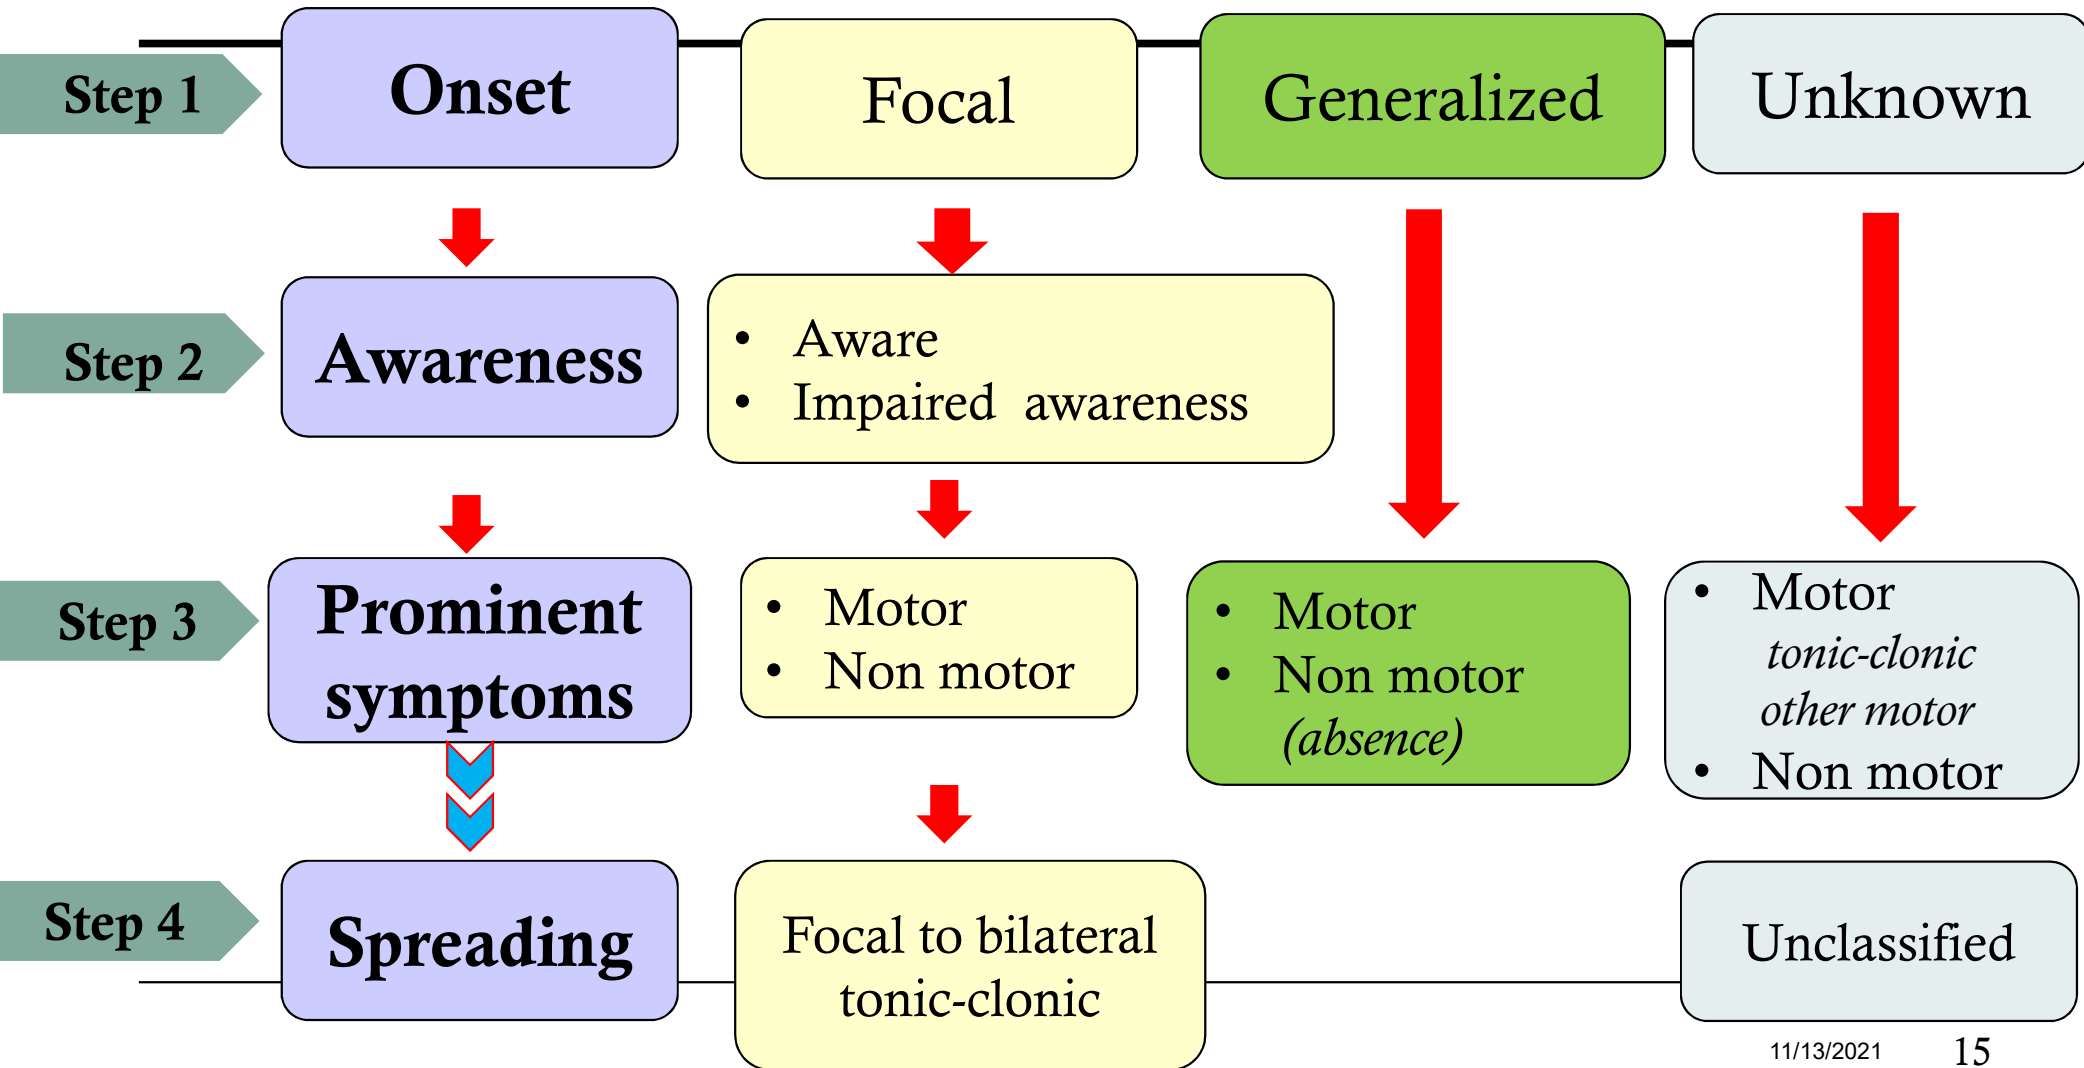 Step 1
Onset
Focal
Generalized
Unknown
Step 2
Awareness
• Aware
• Impaired awareness
Step 3
Prominent
symptoms
• Motor
• Non motor
• Motor
• Non motor
(absence)
• Motor
tonic-clonic
other motor
• Non motor
Step 4
Spreading
Focal to bilateral
tonic-clonic
Unclassified
11/13/2021
15